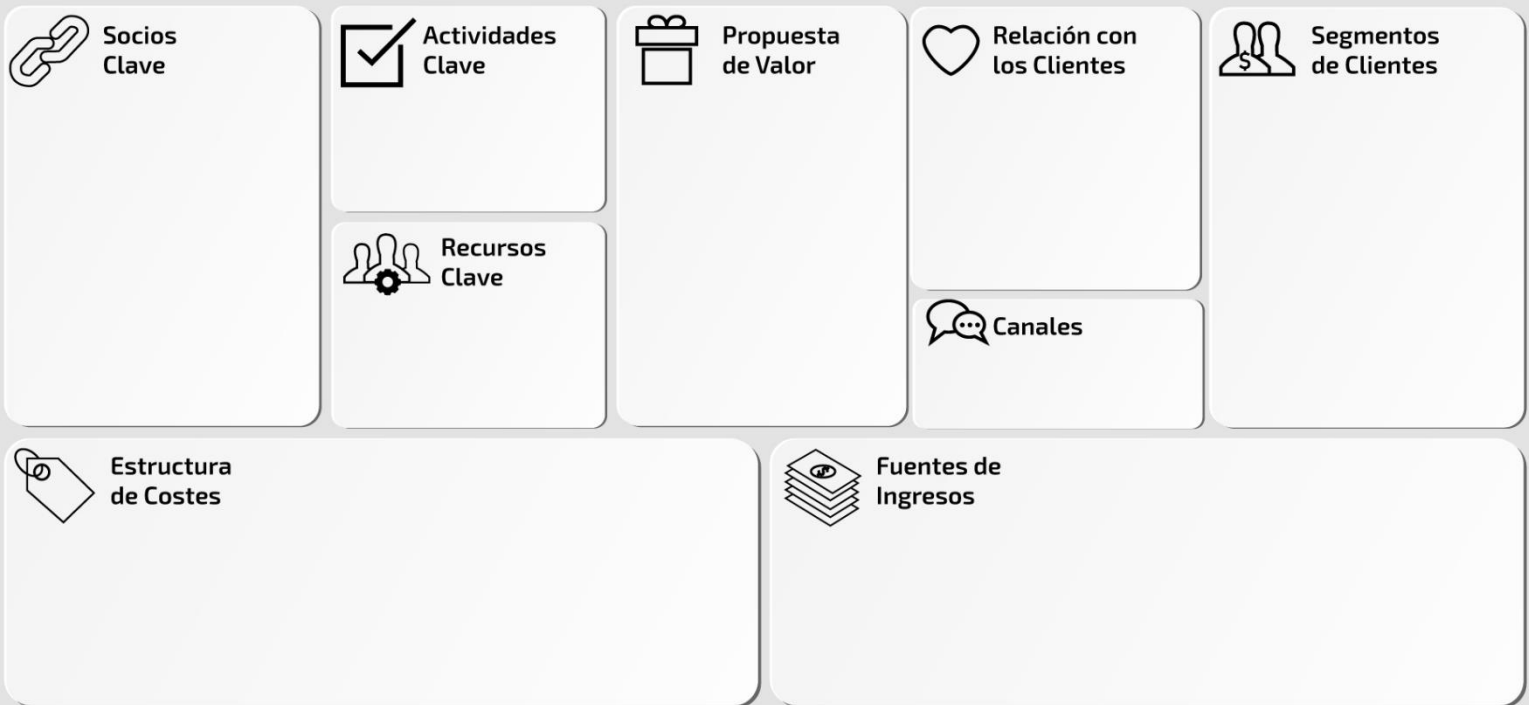 Socios
Clave
Actividades
Clave
Recursos
Clave
Propuesta
de Valor
Relación con
los Clientes
Canales
Segmentos
de Clientes
Estructura
de Costes
Fuentes de
Ingresos